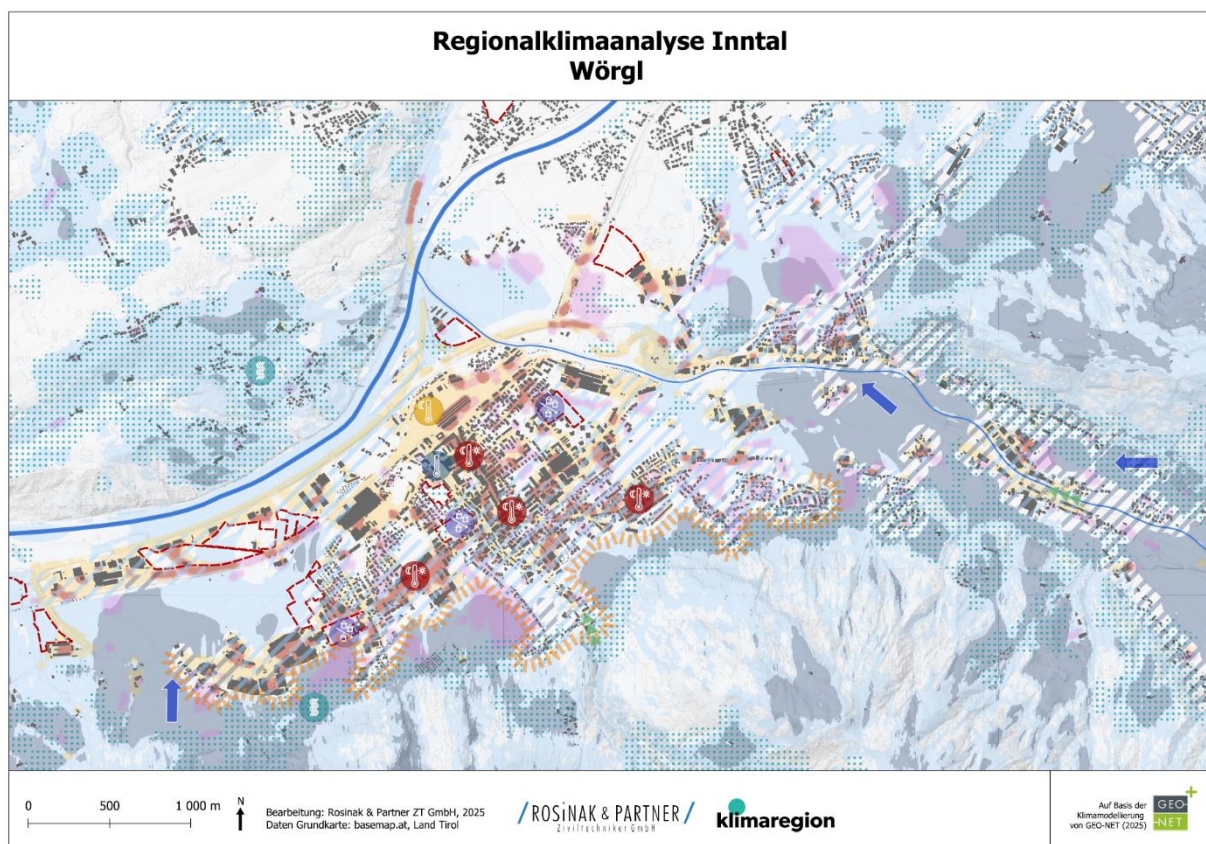 Regionalklimaanalyse Inntal
Wörgl
0 500 1 000 m
N
Bearbeitung: Rosinak & Partner ZT GmbH, 2025
Daten Grundkarte: basemap.at, Land Tirol
/ ROSiNAK & PARTNER /
Ziviltechniker GmbH
klimaregion
Auf Basis der
Klimamodellierung
von GEO-NET (2025)
GEO-
NET